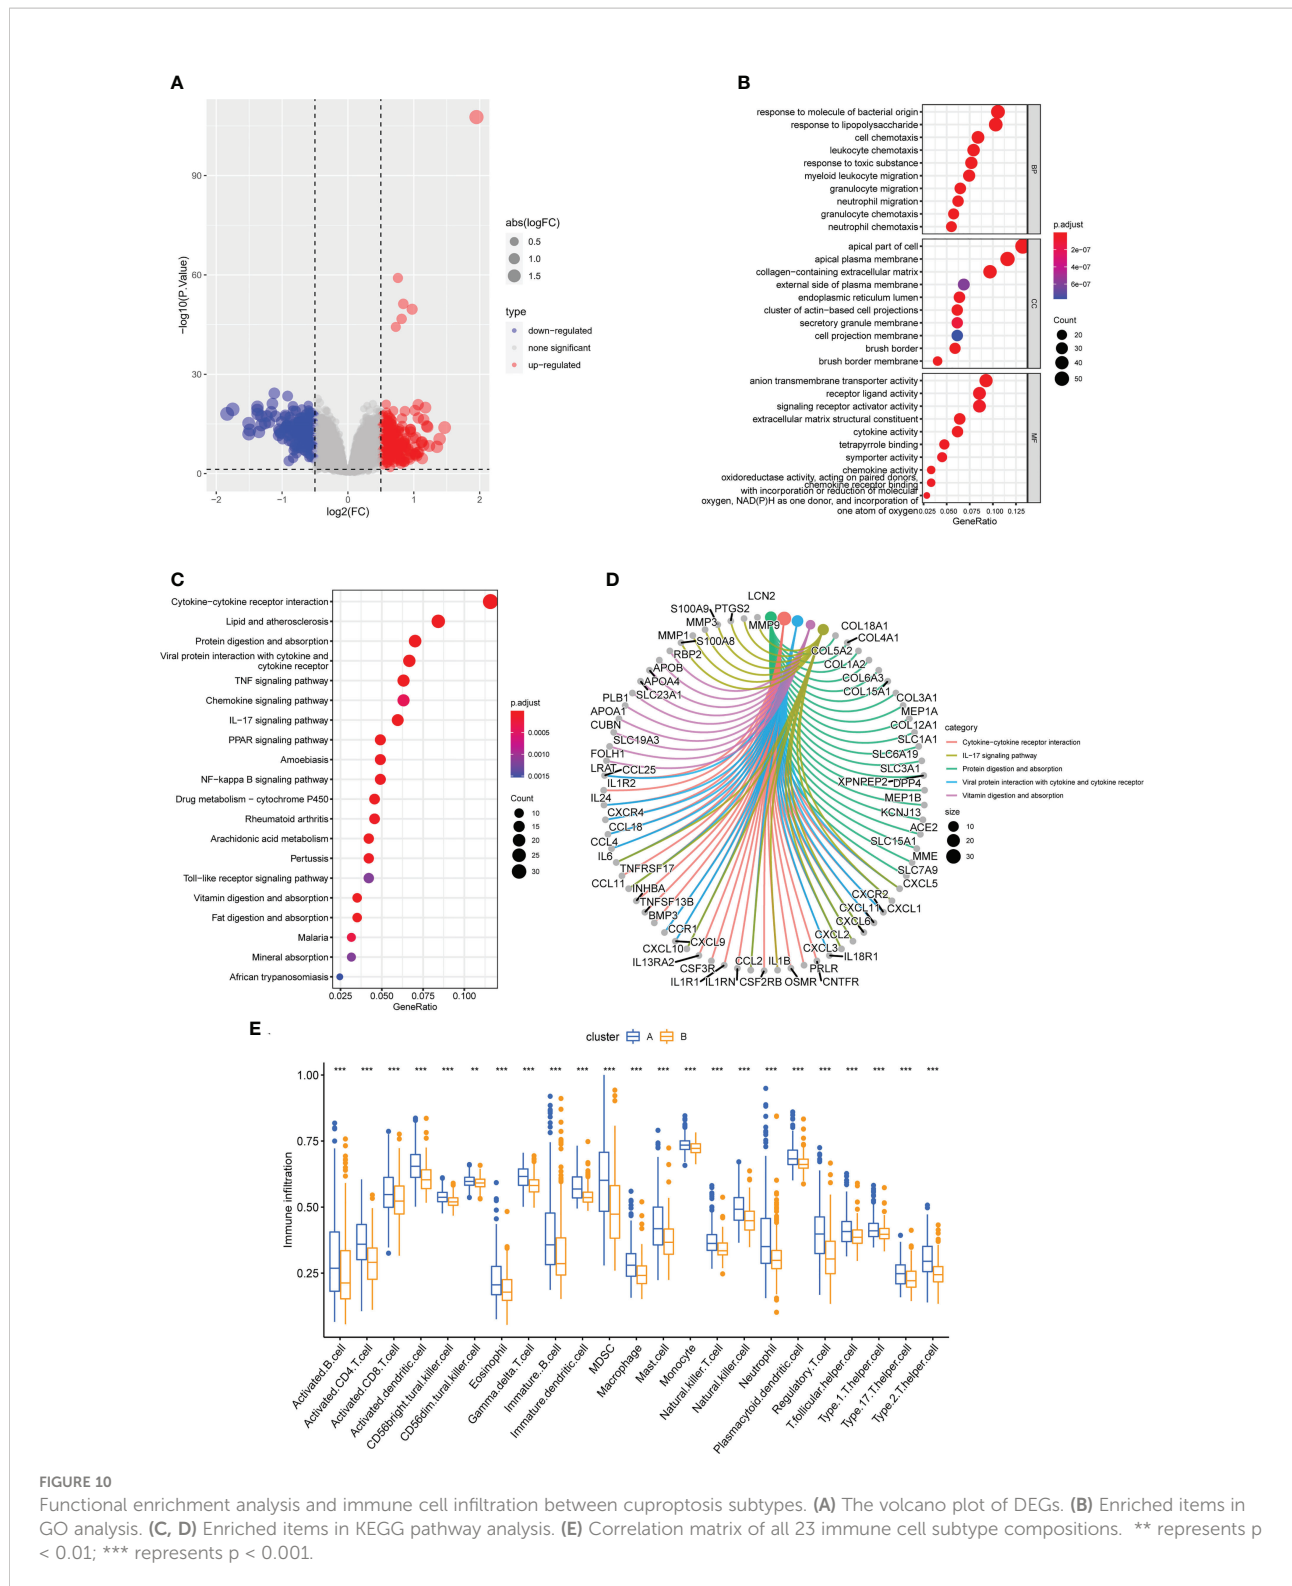 A
90
60
30
0
−2
−1
0
1
2
−log10(P.Value)
log2(FC)
abs(logFC)
0.5
1.0
1.5
type
down−regulated
none significant
up−regulated
B
response to molecule of bacterial origin
response to lipopolysaccharide
cell chemotaxis
leukocyte chemotaxis
response to toxic substance
myeloid leukocyte migration
granulocyte migration
neutrophil migration
granulocyte chemotaxis
neutrophil chemotaxis
BP
apical part of cell
apical plasma membrane
collagen−containing extracellular matrix
external side of plasma membrane
endoplasmic reticulum lumen
cluster of actin−based cell projections
secretory granule membrane
cell projection membrane
brush border
brush border membrane
CC
anion transmembrane transporter activity
receptor ligand activity
signaling receptor activator activity
extracellular matrix structural constituent
cytokine activity
tetrapyrrole binding
symporter activity
chemokine activity
oxidoreductase activity, acting on paired donors,
chemokine receptor binding
with incorporation or reduction of molecular
oxygen, NAD(P)H as one donor, and incorporation of
one atom of oxygen
MF
0.025 0.050 0.075 0.100 0.125
GeneRatio
p.adjust
2e−07
4e−07
6e−07
Count
20
30
40
50
C
Cytokine−cytokine receptor interaction
Lipid and atherosclerosis
Protein digestion and absorption
Viral protein interaction with cytokine and
cytokine receptor
TNF signaling pathway
Chemokine signaling pathway
IL−17 signaling pathway
PPAR signaling pathway
Amoebiasis
NF−kappa B signaling pathway
Drug metabolism − cytochrome P450
Rheumatoid arthritis
Arachidonic acid metabolism
Pertussis
Toll−like receptor signaling pathway
Vitamin digestion and absorption
Fat digestion and absorption
Malaria
Mineral absorption
African trypanosomiasis
0.025 0.050 0.075 0.100
GeneRatio
p.adjust
0.0005
0.0010
0.0015
Count
10
15
20
25
30
D
LCN2
S100A9 PTGS2
MMP3 MMP9
MMP1 S100A8
RBP2
APOB
APOA4
SLC23A1
PLB1
APOA1
CUBN
SLC19A3
FOLH1
LRAT CCL25
IL1R2
IL24
CXCR4
CCL18
CCL4
IL6
TNFRSF17
CCL11
INHBA
TNFSF13B
BMP3
CCR1
CXCL10 CXCL9
IL13RA2
CSF3R CCL2 IL1B PRLR
IL1R1 IL1RN CSF2RB OSMR CNTFR
COL18A1
COL4A1
COL5A2
COL1A2
COL6A3
COL15A1
COL3A1
MEP1A
COL12A1
SLC1A1
SLC6A19
SLC3A1
XPNPEP2 DPP4
MEP1B
KCNJ13
ACE2
SLC15A1
MME
SLC7A9
CXCL5
CXCR2
CXCL11 CXCL1
CXCL6
CXCL2
CXCL3 IL18R1
category
Cytokine−cytokine receptor interaction
IL−17 signaling pathway
Protein digestion and absorption
Viral protein interaction with cytokine and cytokine receptor
Vitamin digestion and absorption
size
10
20
30
E .
cluster A B
1.00
0.75
0.50
0.25
Immune infiltration
*** *** *** *** *** ** *** *** *** *** *** *** *** *** *** *** *** *** *** *** *** *** ***
Activated.B.cell
Activated.CD4.T.cell
Activated.CD8.T.cell
Activated.dendritic.cell
CD56bright.tural.killer.cell
CD56dim.tural.killer.cell
Eosinophil
Gamma.delta.T.cell
Immature..B.cell
Immature.dendritic.cell
MDSC
Macrophage
Mast.cell
Monocyte
Natural.killer.T.cell
Natural.killer.cell
Neutrophil
Plasmacytoid.dendritic.cell
Regulatory.T.cell
T.follicular.helper.cell
Type.1.T.helper.cell
Type.17.T.helper.cell
Type.2.T.helper.cell
FIGURE 10
Functional enrichment analysis and immune cell infiltration between cuproptosis subtypes. (A) The volcano plot of DEGs. (B) Enriched items in
GO analysis. (C, D) Enriched items in KEGG pathway analysis. (E) Correlation matrix of all 23 immune cell subtype compositions. ** represents p
< 0.01; *** represents p < 0.001.